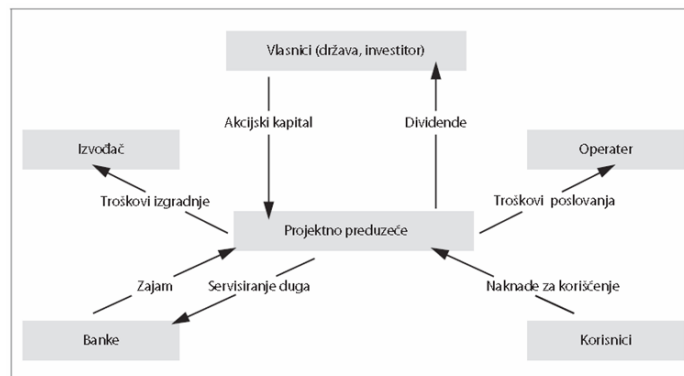 Vlasnici (država, investitor)
Akcijski kapital
Dividende
Izvođač
Operater
Troškovi izgradnje
Troškovi poslovanja
Projektno preduzeće
Zajam
Servisiranje duga
Naknade za korišćenje
Banke
Korisnici